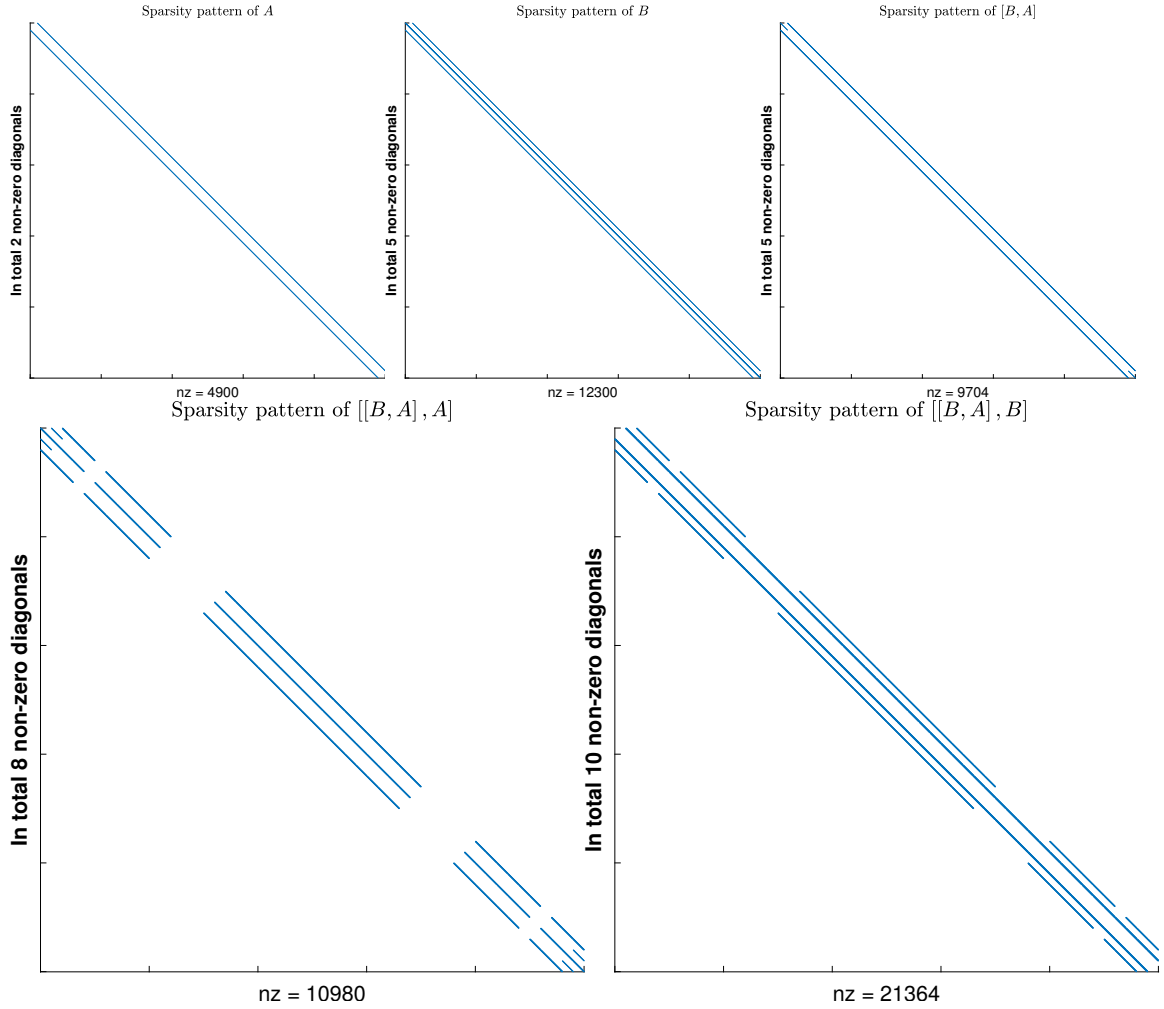 Sparsity pattern of A
In total 2 non-zero diagonals
nz = 4900
Sparsity pattern of B
In total 5 non-zero diagonals
nz = 12300
Sparsity pattern of [B, A]
In total 5 non-zero diagonals
nz = 9704
Sparsity pattern of [[B, A] , A]
In total 8 non-zero diagonals
nz = 10980
Sparsity pattern of [[B, A] , B]
In total 10 non-zero diagonals
nz = 21364